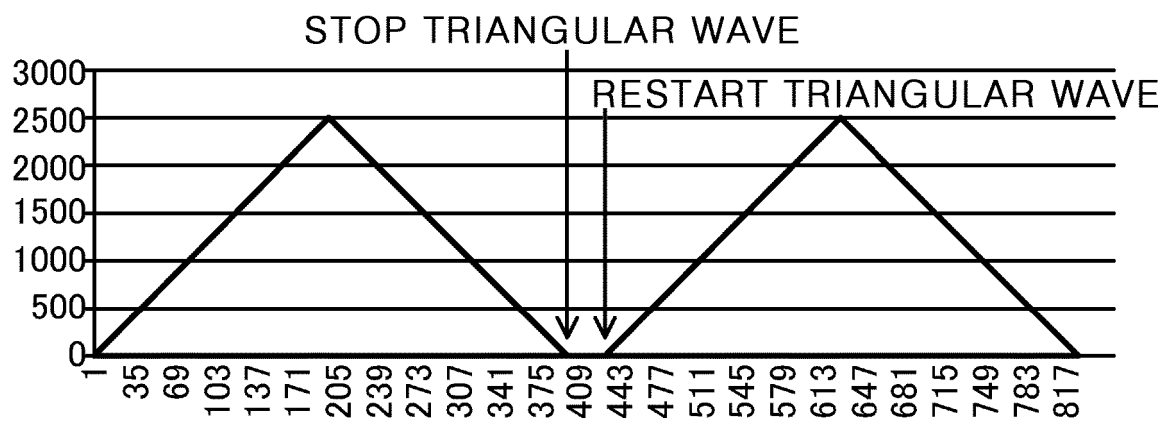 STOP TRIANGULAR WAVE
RESTART TRIANGULAR WAVE
3000
2500
2000
1500
1000
500
0
1 35 69 103 137 171 205 239 273 307 341 375 409 443 477 511 545 579 613 647 681 715 749 783 817